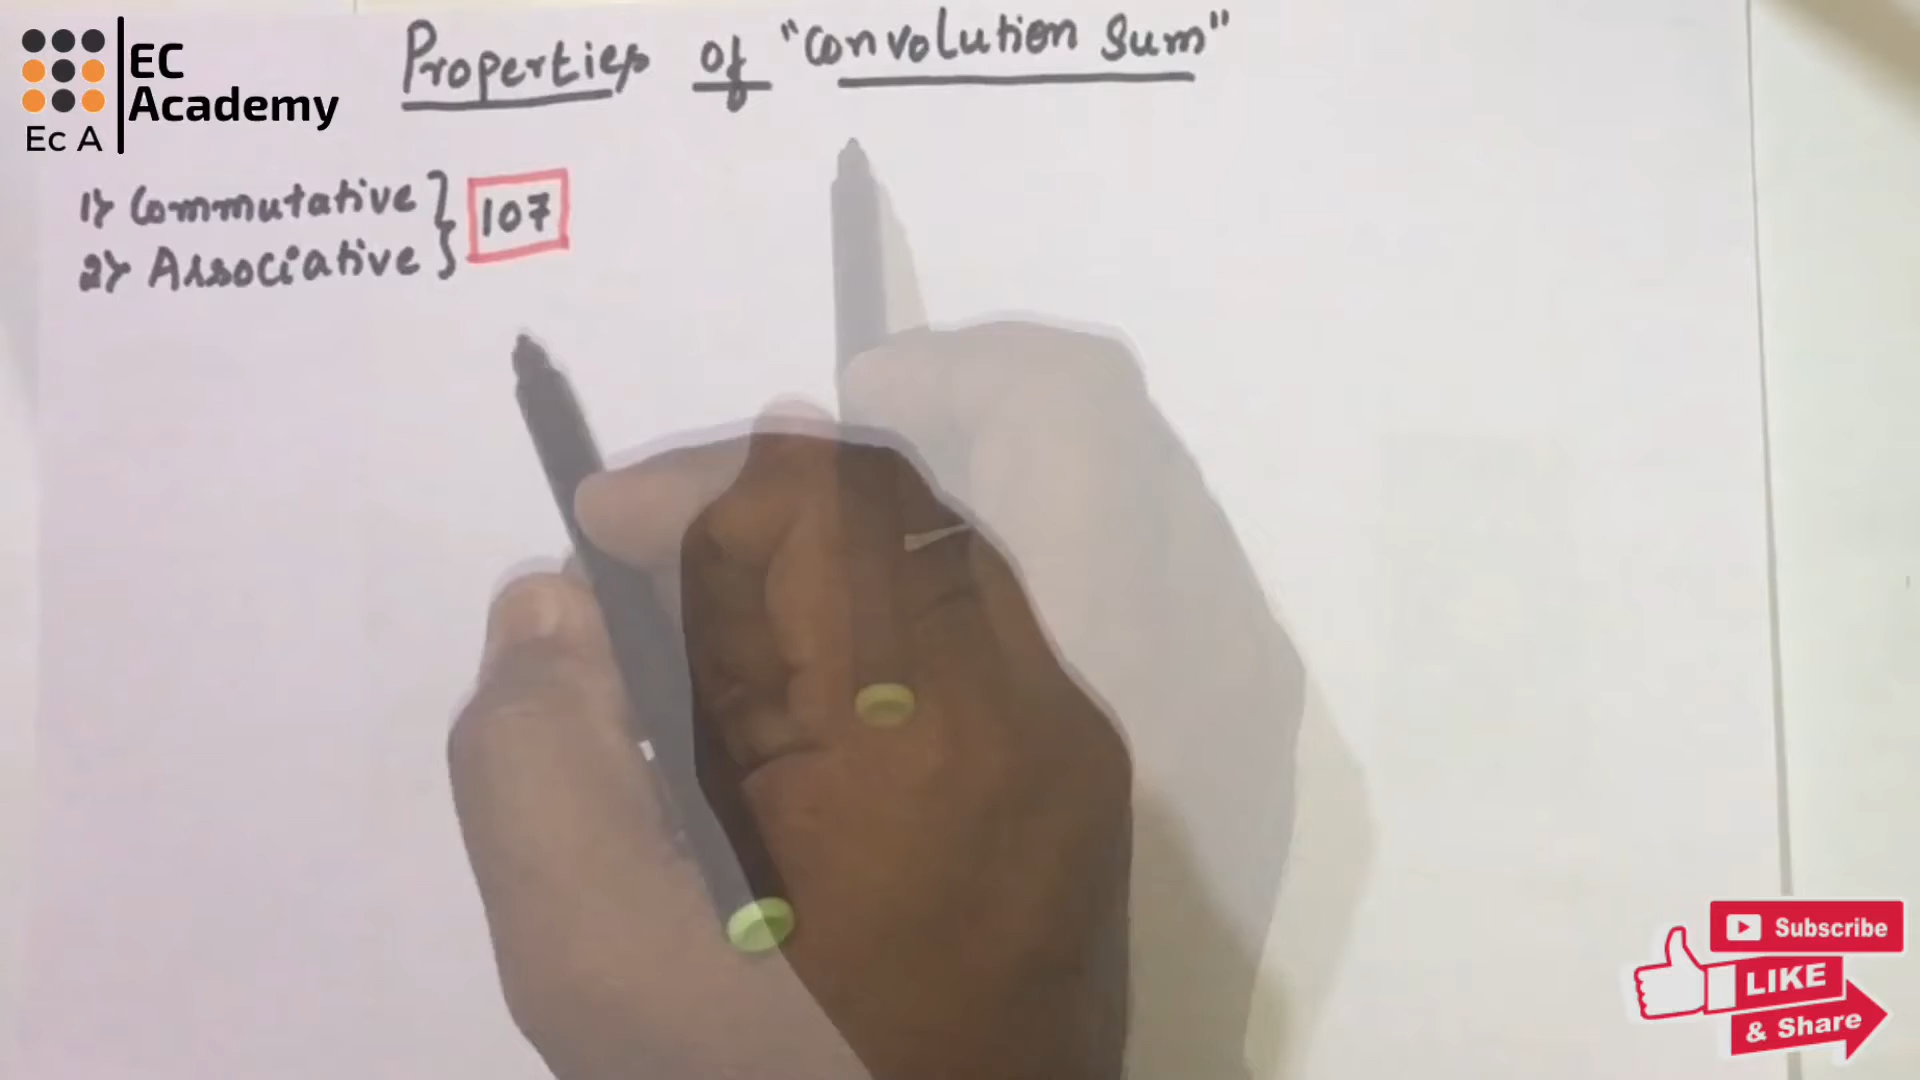 EC
Academy
Ec A
Properties of "Convolution Sum"
1) Commutative
2) Associative
107
Subscribe
LIKE
& Share